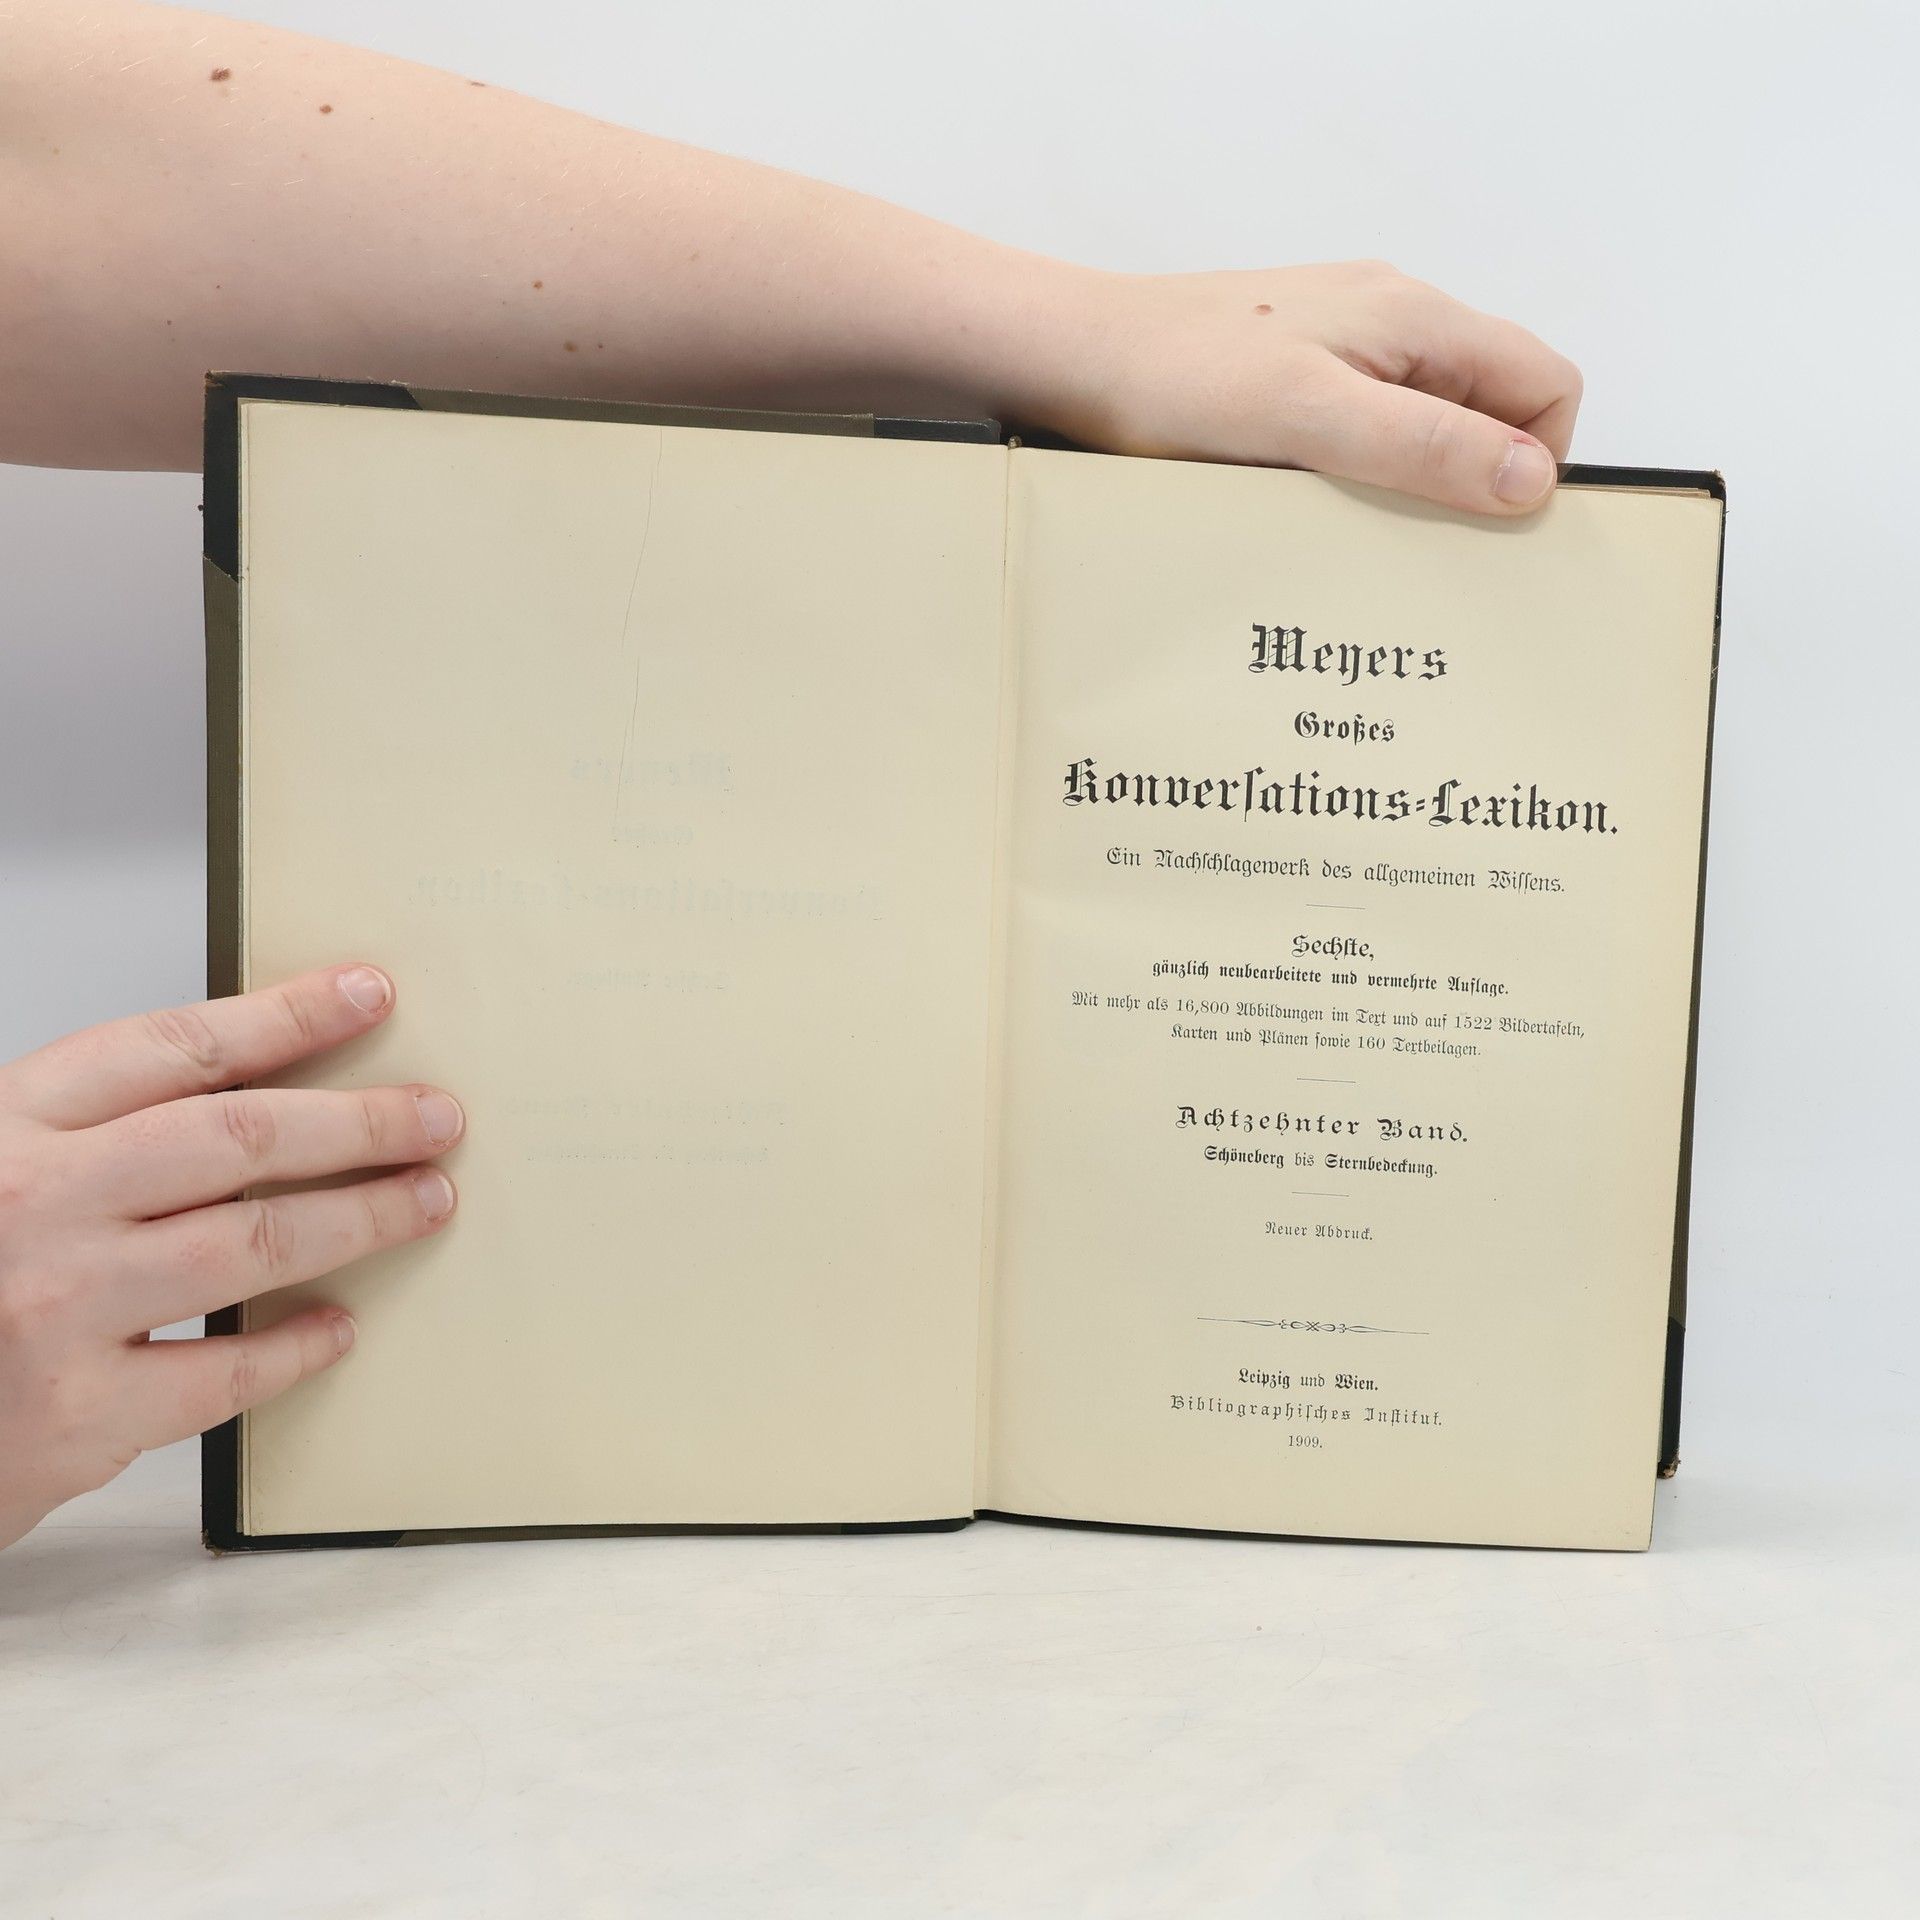 Meyers
Großes
Konverſations=Lexikon.
Ein Nachſchlagewerk des allgemeinen Wiſſens.
Sechſte,
gänzlich neubearbeitete und vermehrte Auflage.
Mit mehr als 16,800 Abbildungen im Text und auf 1522 Bildertafeln,
Karten und Plänen ſowie 160 Textbeilagen.
Achtzehnter Band.
Schöneberg bis Sternbedeckung.
Neuer Abdruck.
Leipzig und Wien.
Bibliographiſches Inſtitut.
1909.